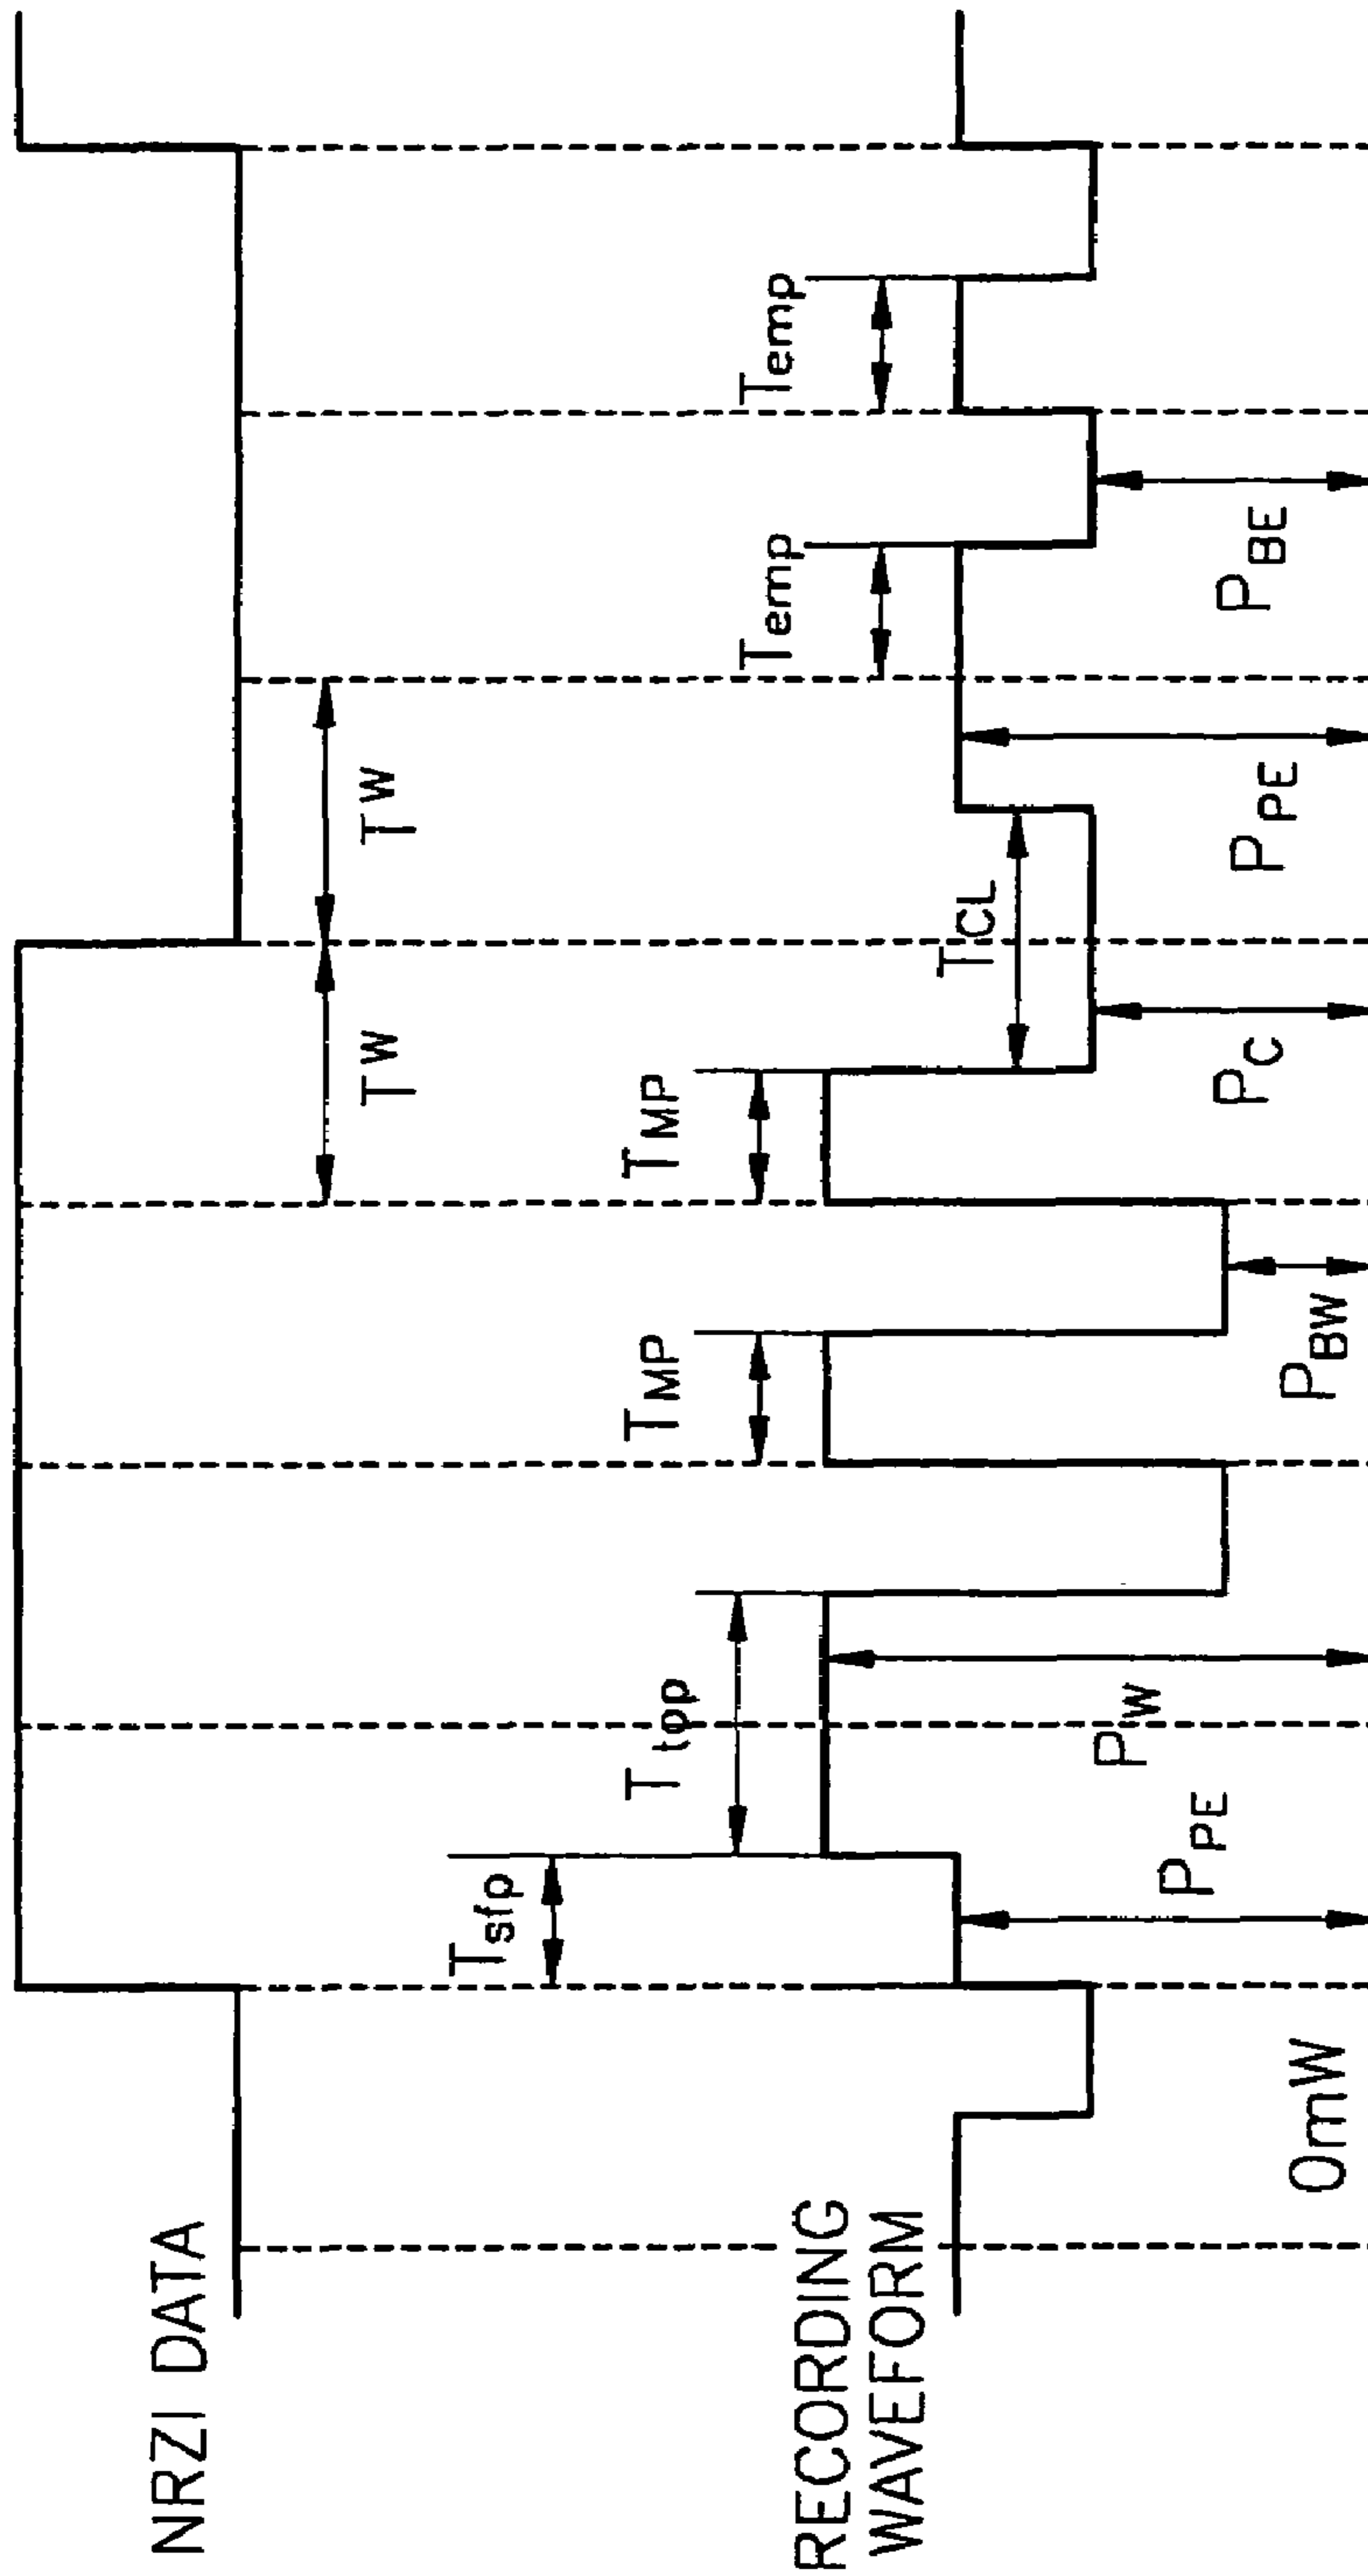 NRZI DATA
TW
TW
RECORDING
WAVEFORM
Tsfp
Ttop
TMP
TMP
TCL
Temp
Temp
0mW
PPE
PW
PBW
PC
PPE
PBE